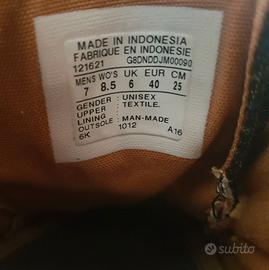 MADE IN INDONESIA
FABRIQUE EN INDONESIE
121621 G8DNDDJM00090
MENS WO'S UK EUR CM
7 8.5 6 40 25
GENDER : UNISEX
UPPER : TEXTILE.
LINING :
OUTSOLE : MAN-MADE
6K 1012 A16
subito